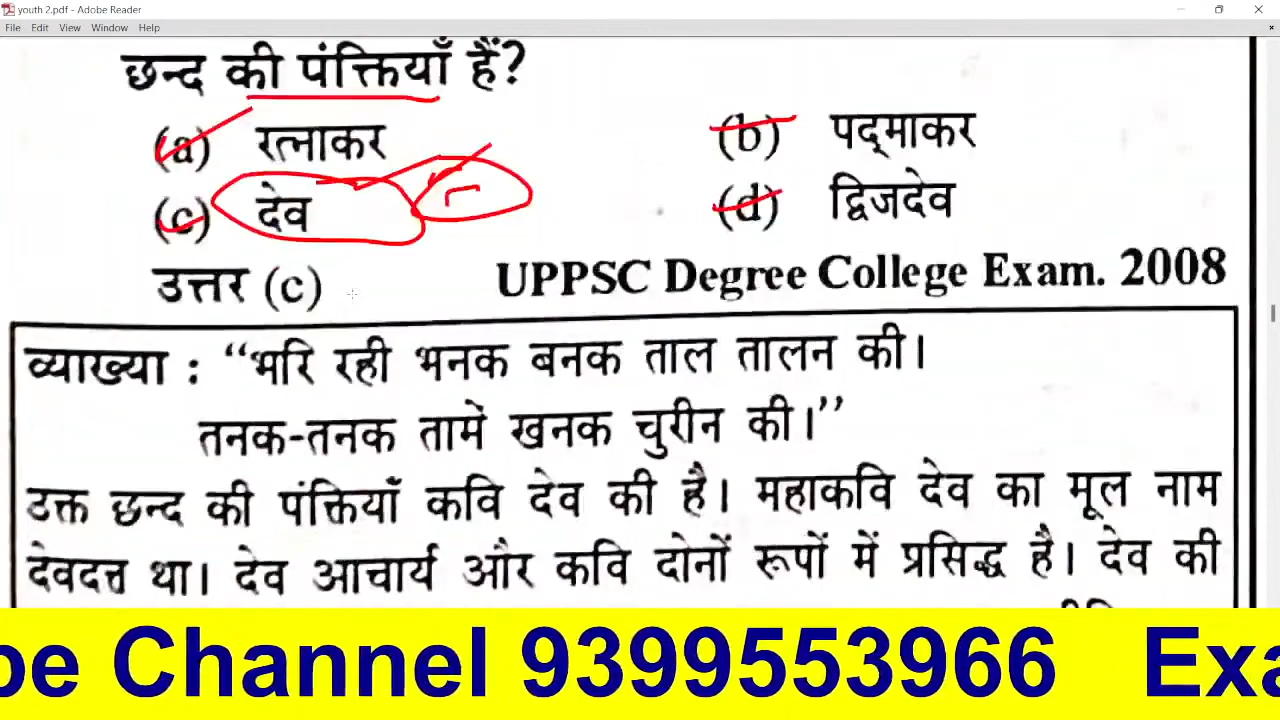 youth 2.pdf - Adobe Reader
File Edit View Window Help
छन्द की पंक्तियाँ हैं?
(a) रत्नाकर (b) पद्माकर
(c) देव (d) द्विजदेव
उत्तर (c) UPPSC Degree College Exam. 2008
व्याख्या : “भरि रही भनक बनक ताल तालन की।
तनक-तनक तामें खनक चुरीन की।”
उक्त छन्द की पंक्तियाँ कवि देव की है। महाकवि देव का मूल नाम
देवदत्त था। देव आचार्य और कवि दोनों रूपों में प्रसिद्ध है। देव की
be Channel 9399553966 Exa